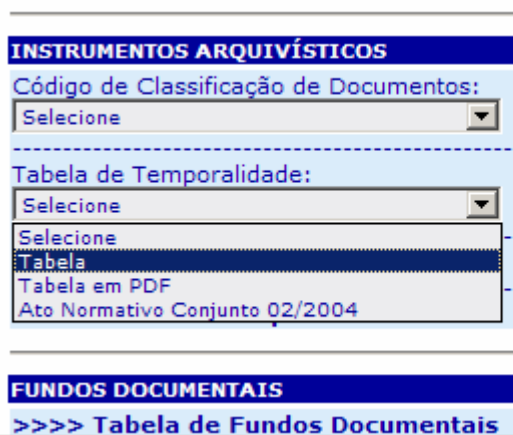 INSTRUMENTOS ARQUIVÍSTICOS
Código de Classificação de Documentos:
Selecione
Tabela de Temporalidade:
Selecione
Selecione
Tabela
Tabela em PDF
Ato Normativo Conjunto 02/2004
FUNDOS DOCUMENTAIS
>>>> Tabela de Fundos Documentais